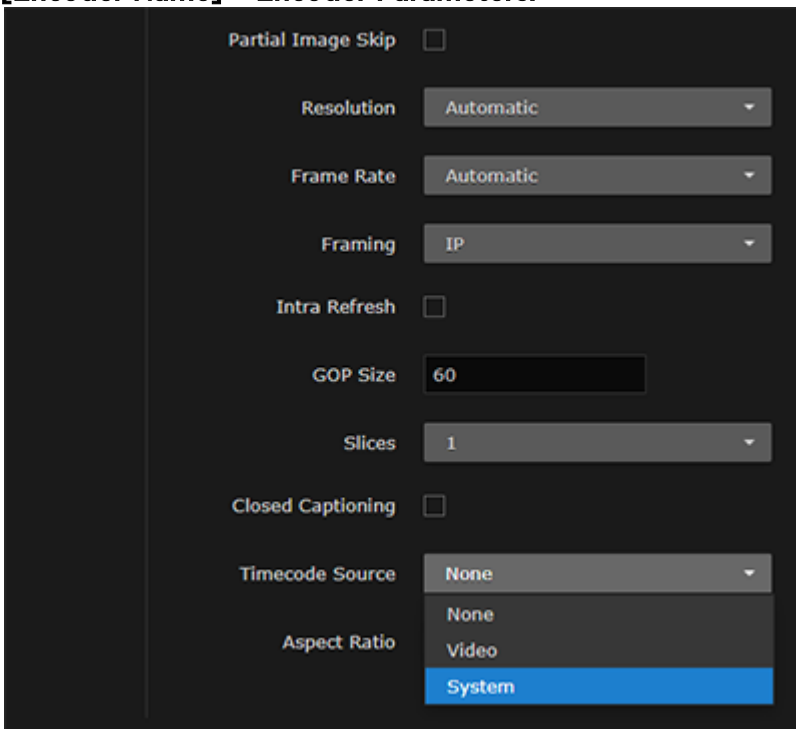 Partial Image Skip
Resolution Automatic
Frame Rate Automatic
Framing IP
Intra Refresh
GOP Size 60
Slices 1
Closed Captioning
Timecode Source None
None
Aspect Ratio
Video
System